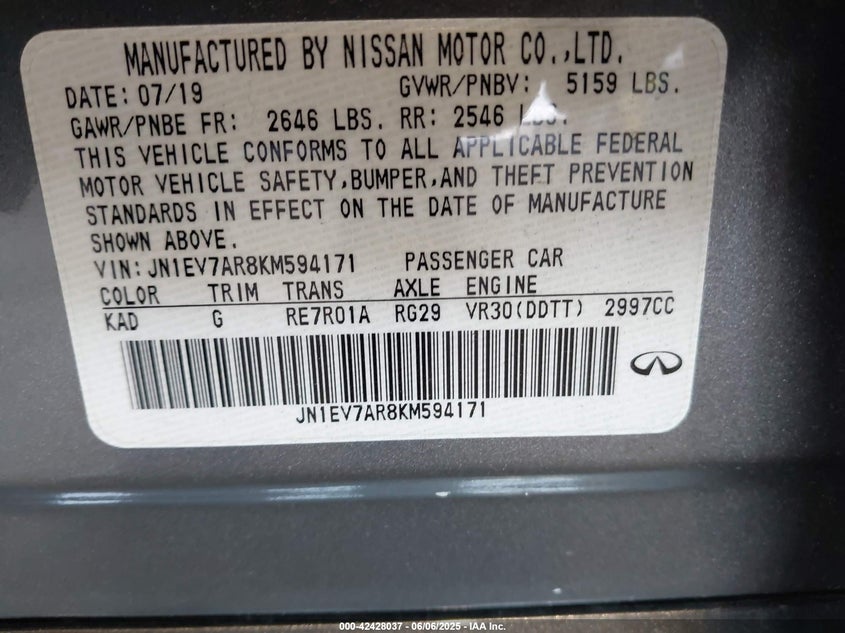 MANUFACTURED BY NISSAN MOTOR CO.,LTD.
DATE: 07/19 GVWR/PNBV: 5159 LBS.
GAWR/PNBE FR: 2646 LBS. RR: 2546 LBS.
THIS VEHICLE CONFORMS TO ALL APPLICABLE FEDERAL
MOTOR VEHICLE SAFETY,BUMPER,AND THEFT PREVENTION
STANDARDS IN EFFECT ON THE DATE OF MANUFACTURE
SHOWN ABOVE.
VIN: JN1EV7AR8KM594171 PASSENGER CAR
COLOR TRIM TRANS AXLE ENGINE
KAD G RE7R01A RG29 VR30(DDTT) 2997CC
JN1EV7AR8KM594171
000-42428037 - 06/06/2025 - IAA Inc.